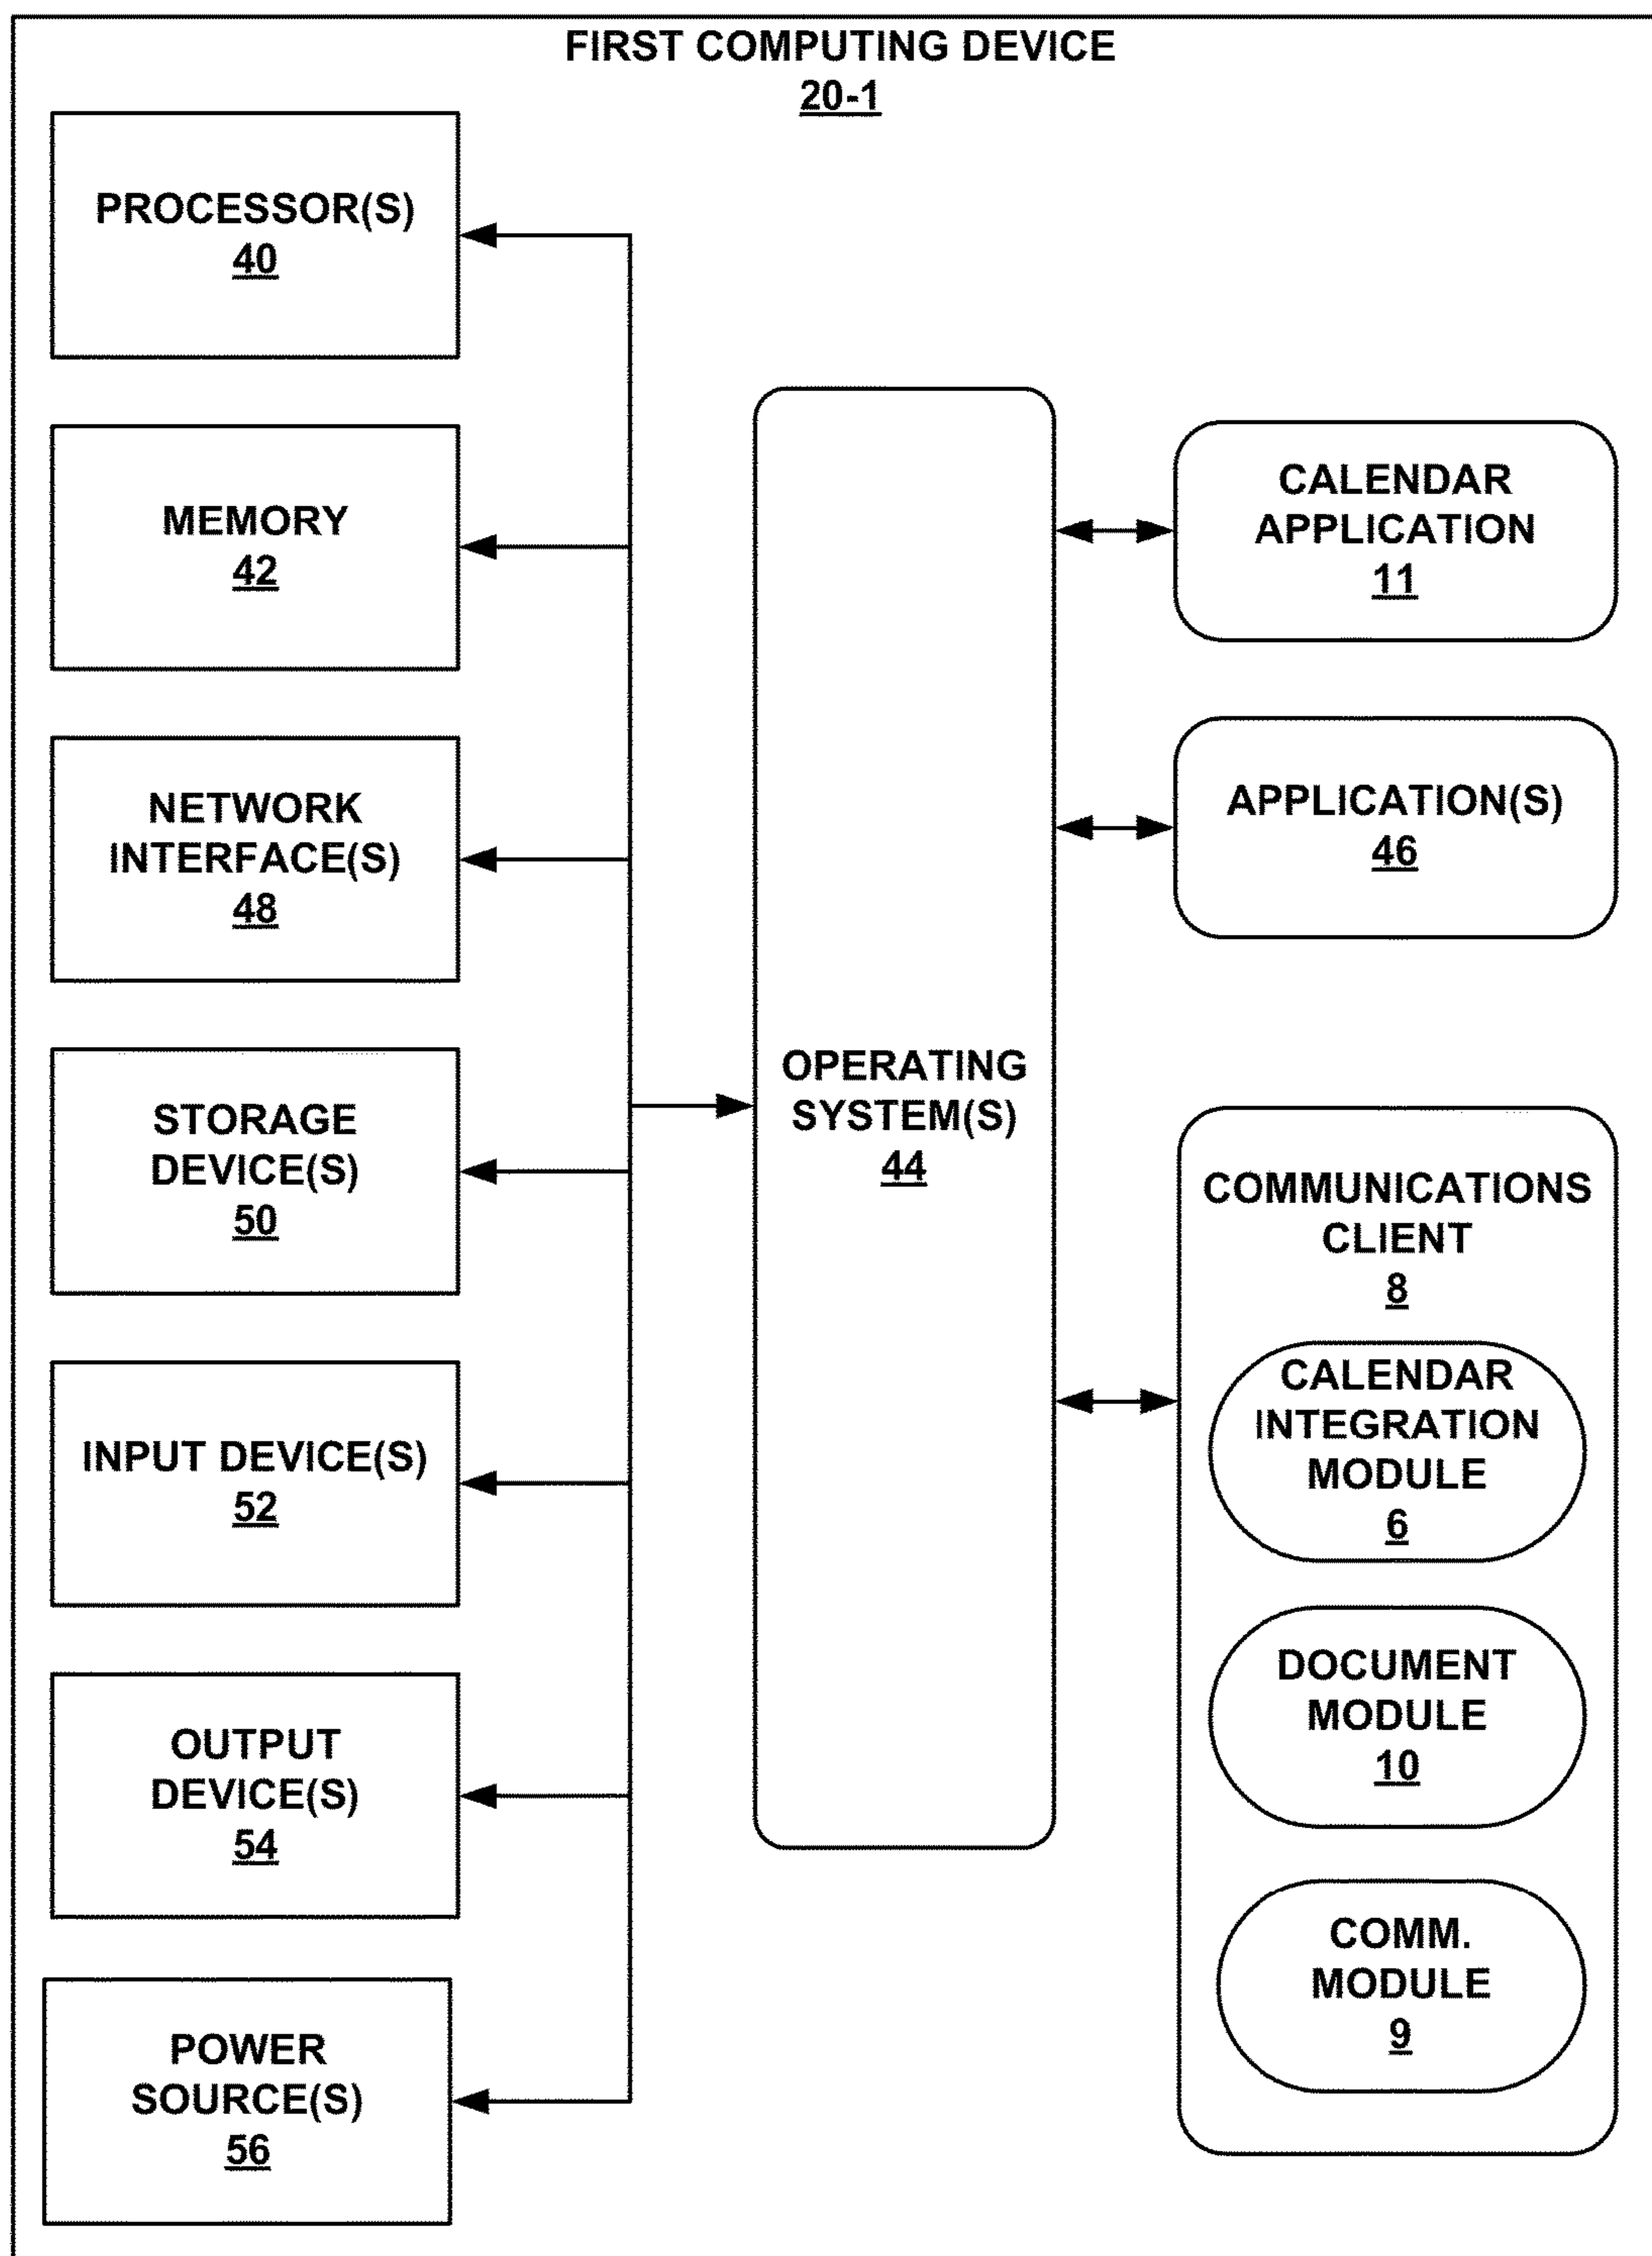 FIRST COMPUTING DEVICE
20-1
PROCESSOR(S)
40
MEMORY
42
NETWORK
INTERFACE(S)
48
STORAGE
DEVICE(S)
50
INPUT DEVICE(S)
52
OUTPUT
DEVICE(S)
54
POWER
SOURCE(S)
56
OPERATING
SYSTEM(S)
44
CALENDAR
APPLICATION
11
APPLICATION(S)
46
COMMUNICATIONS
CLIENT
8
CALENDAR
INTEGRATION
MODULE
6
DOCUMENT
MODULE
10
COMM.
MODULE
9